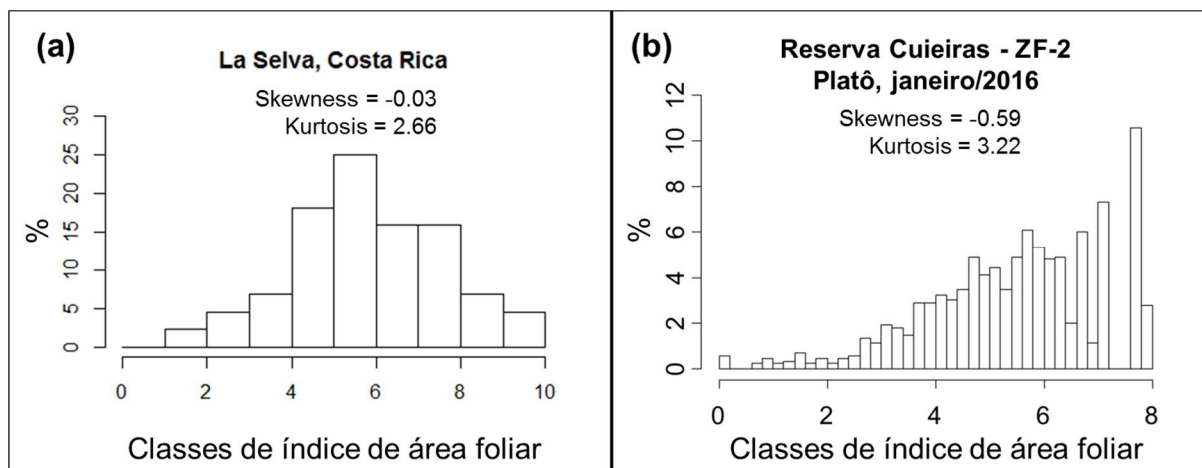 (a)
La Selva, Costa Rica
Skewness = -0.03
Kurtosis = 2.66
30
25
20
15
10
5
0
%
0 2 4 6 8 10
Classes de índice de área foliar
(b)
Reserva Cuieiras - ZF-2
Platô, janeiro/2016
Skewness = -0.59
Kurtosis = 3.22
12
10
8
6
4
2
0
%
0 2 4 6 8
Classes de índice de área foliar